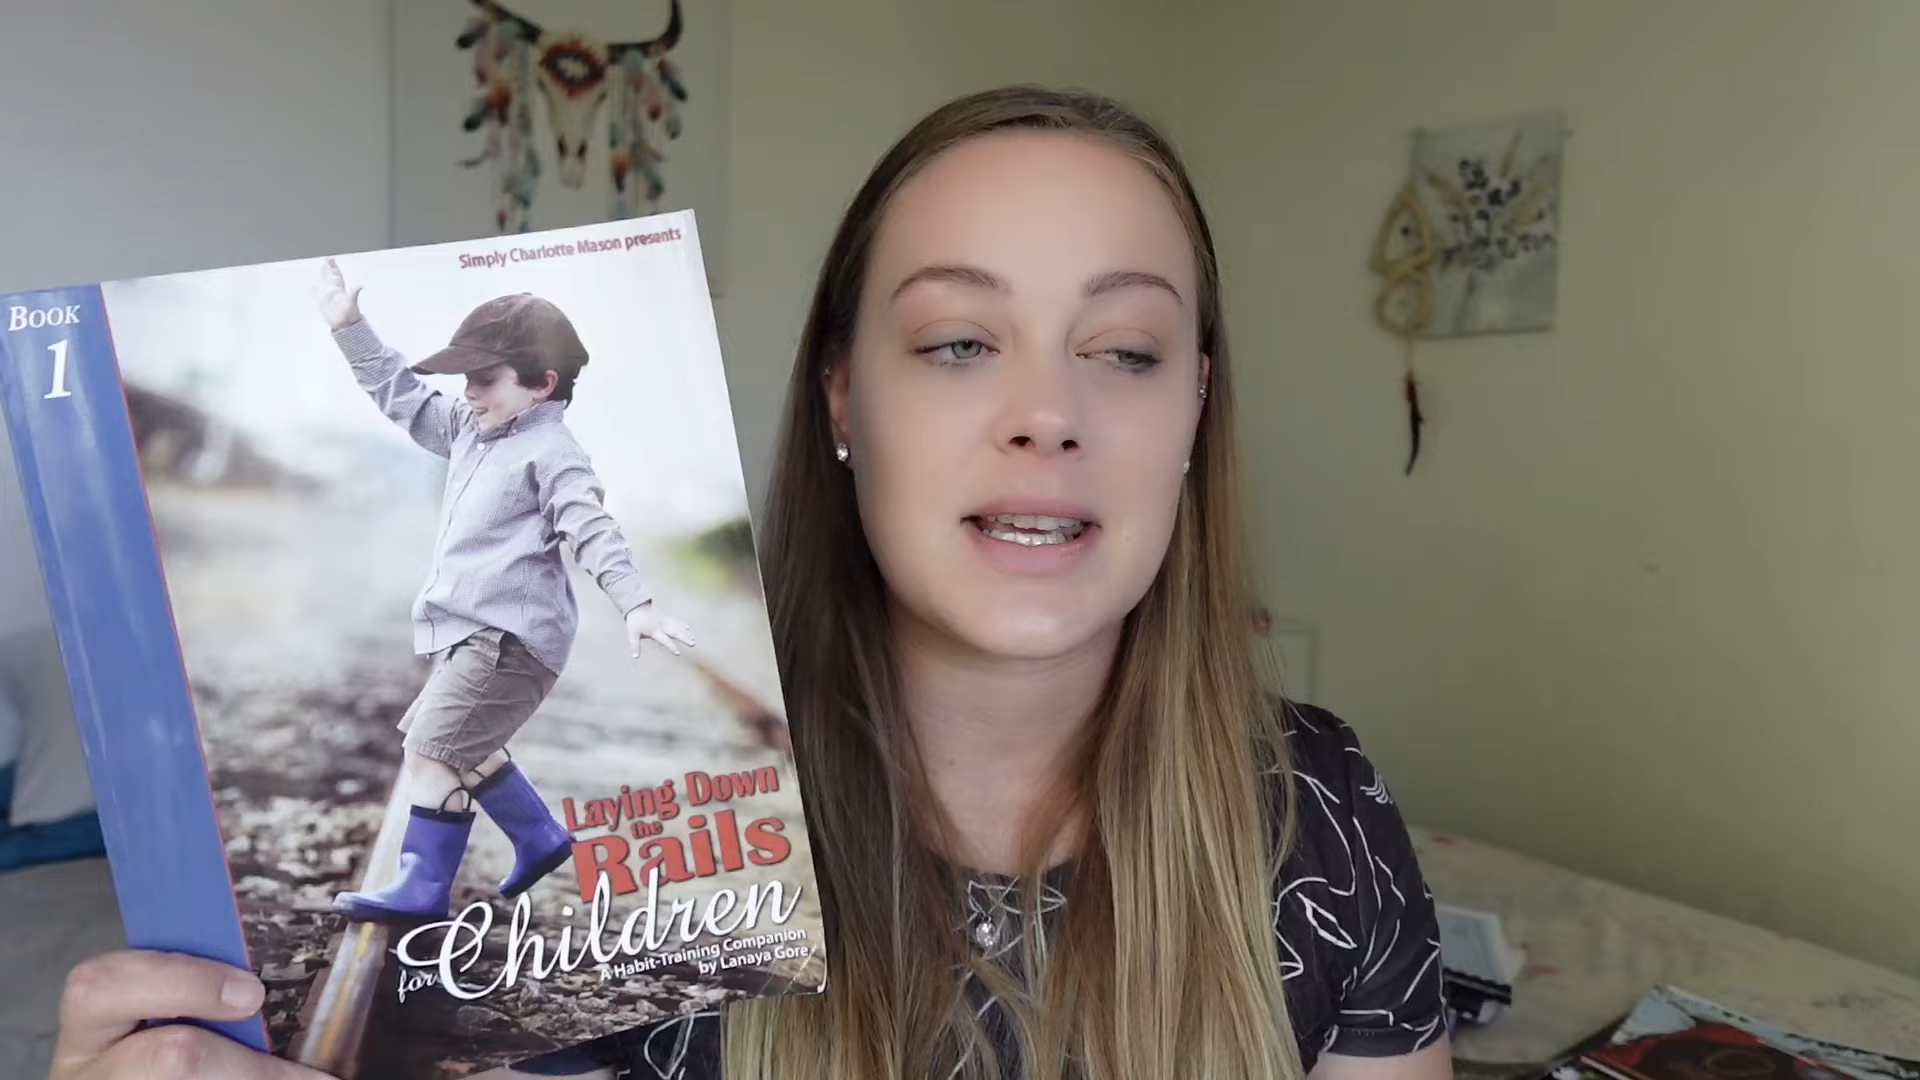 Simply Charlotte Mason presents
BOOK
1
Laying Down
the
Rails
for Children
A Habit-Training Companion
by Lanaya Gore